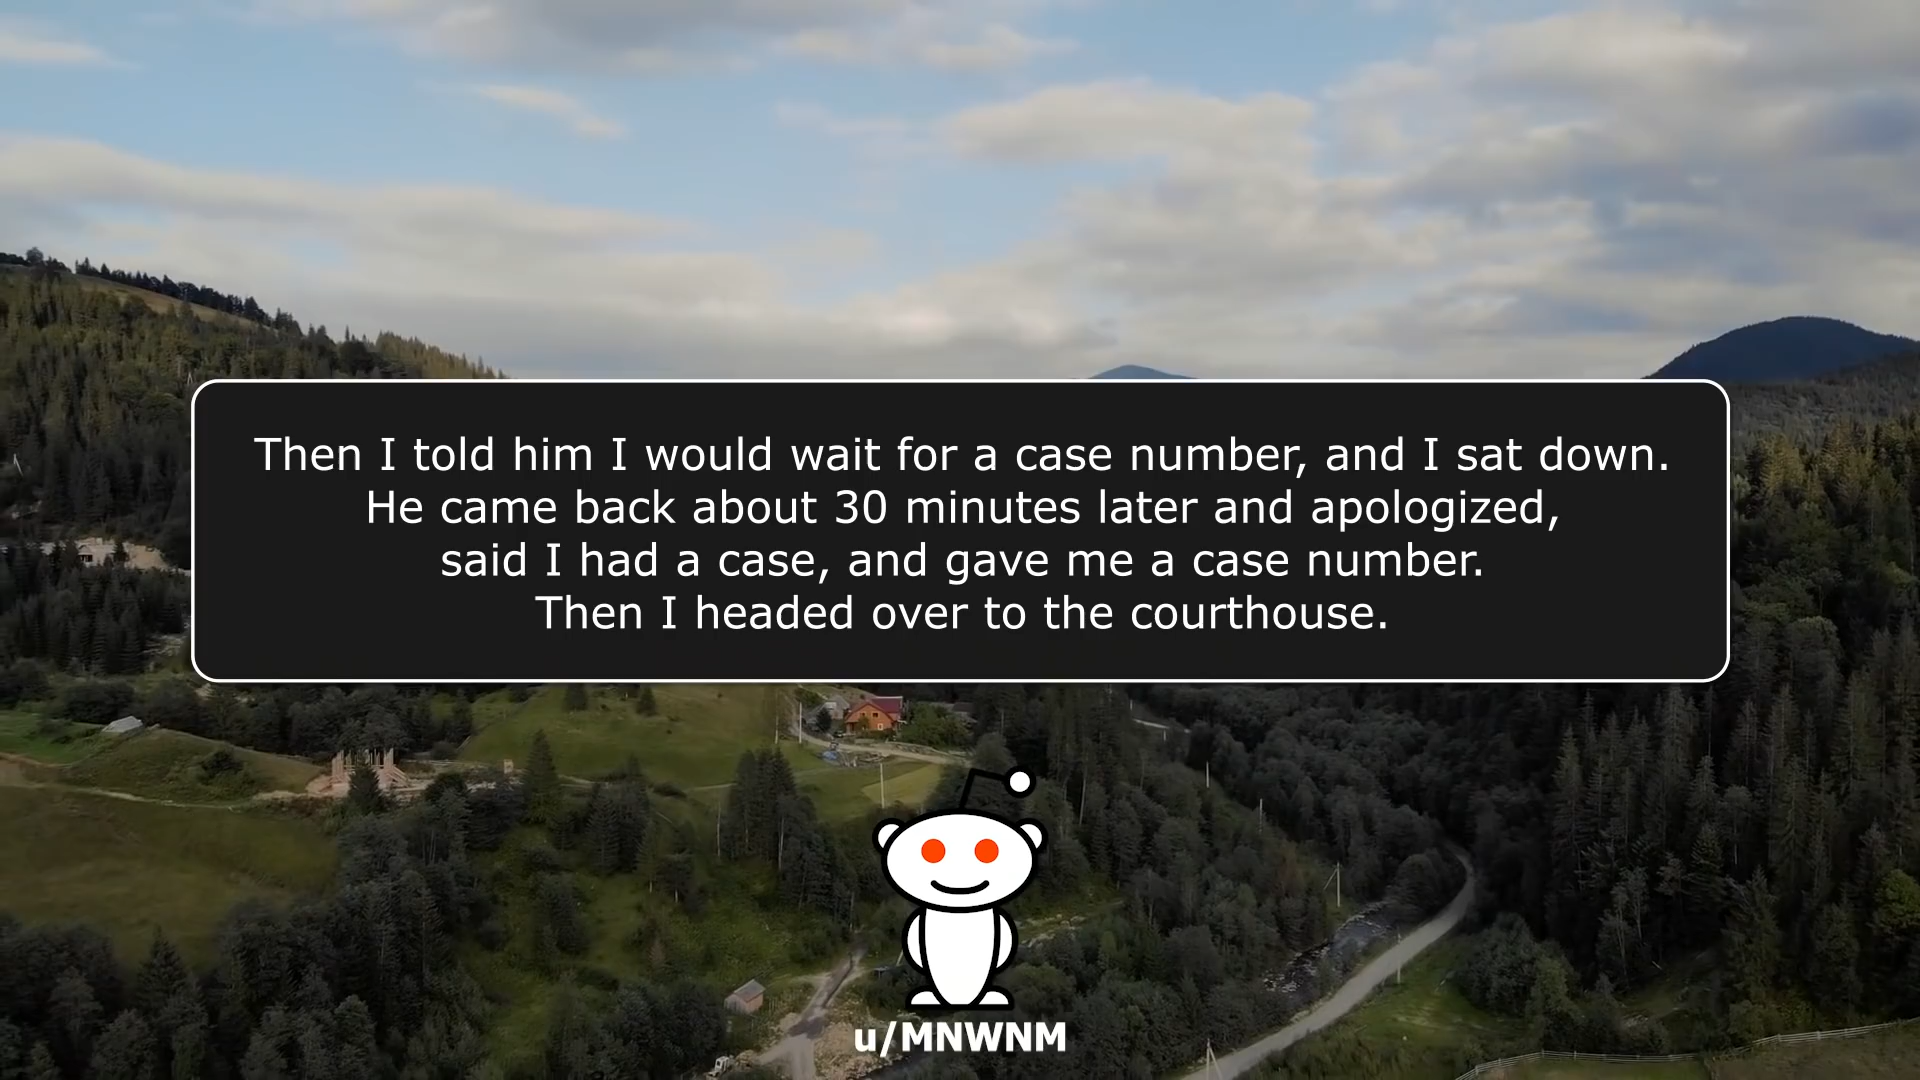 Then I told him I would wait for a case number, and I sat down.
He came back about 30 minutes later and apologized,
said I had a case, and gave me a case number.
Then I headed over to the courthouse.
u/MNWNM